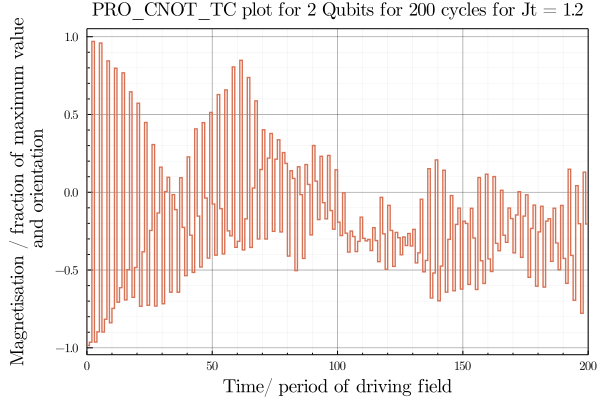 PRO_CNOT_TC plot for 2 Qubits for 200 cycles for Jt = 1.2
Magnetisation / fraction of maximum value
and orientation
1.0
0.5
0.0
−0.5
−1.0
0 50 100 150 200
Time/ period of driving field